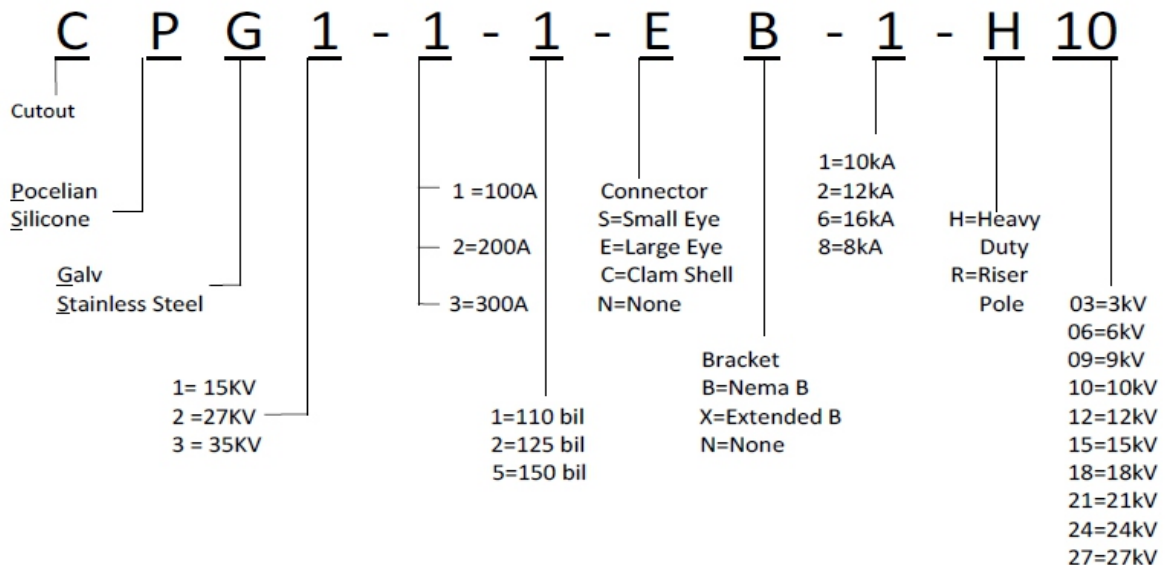 C P G 1 - 1 - 1 - E B - 1 - H 10
Cutout
Pocelian
Silicone
Galv
Stainless Steel
1= 15KV
2 =27KV
3 = 35KV
1 =100A
2=200A
3=300A
1=110 bil
2=125 bil
5=150 bil
Connector
S=Small Eye
E=Large Eye
C=Clam Shell
N=None
Bracket
B=Nema B
X=Extended B
N=None
1=10kA
2=12kA
6=16kA
8=8kA
H=Heavy
Duty
R=Riser
Pole
03=3kV
06=6kV
09=9kV
10=10kV
12=12kV
15=15kV
18=18kV
21=21kV
24=24kV
27=27kV